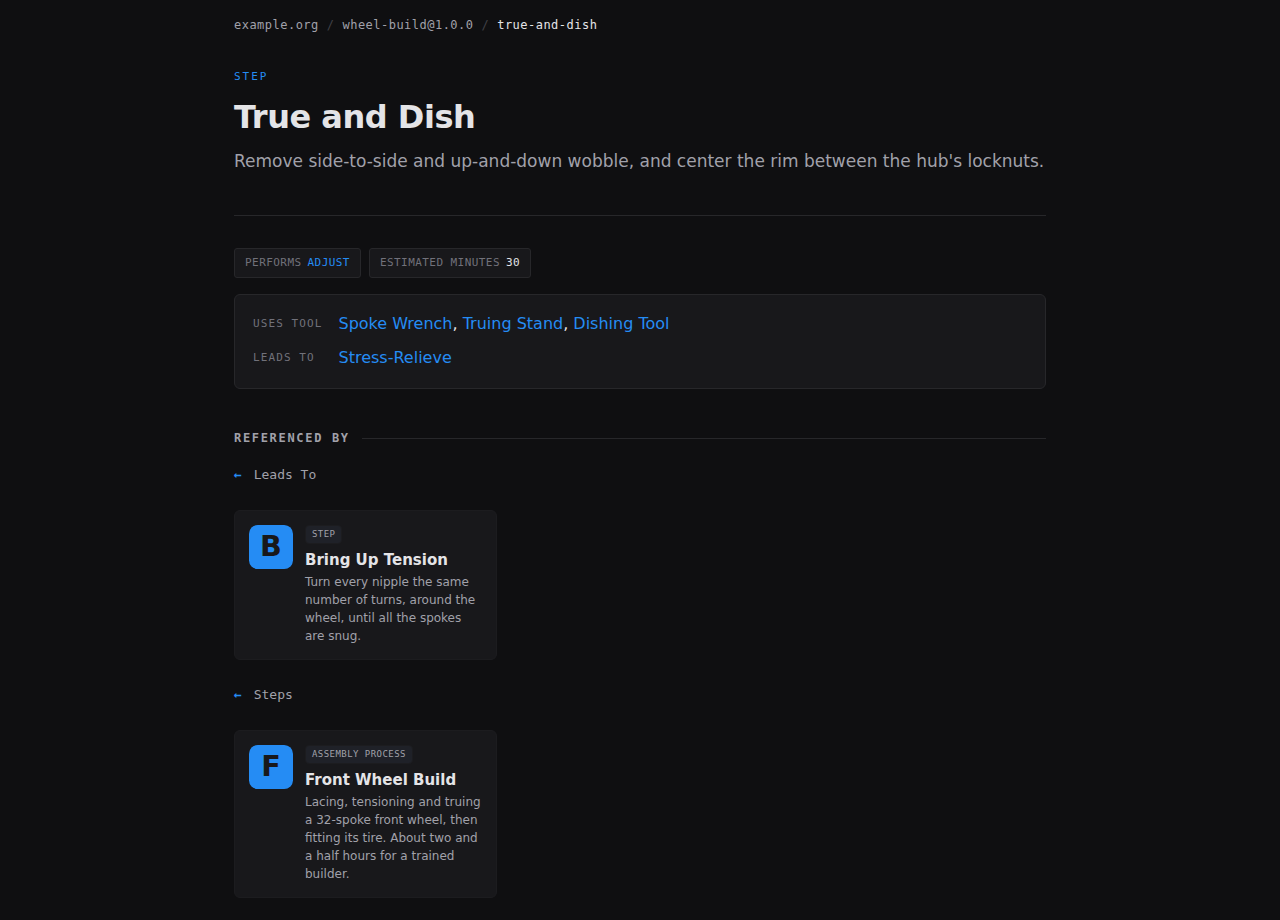 example.org / wheel-build@1.0.0 / true-and-dish
STEP
True and Dish
Remove side-to-side and up-and-down wobble, and center the rim between the hub's locknuts.
PERFORMS ADJUST
ESTIMATED MINUTES 30
USES TOOL Spoke Wrench, Truing Stand, Dishing Tool
LEADS TO Stress-Relieve
REFERENCED BY
← Leads To
B
STEP
Bring Up Tension
Turn every nipple the same
number of turns, around the
wheel, until all the spokes
are snug.
← Steps
F
ASSEMBLY PROCESS
Front Wheel Build
Lacing, tensioning and truing
a 32-spoke front wheel, then
fitting its tire. About two and
a half hours for a trained
builder.